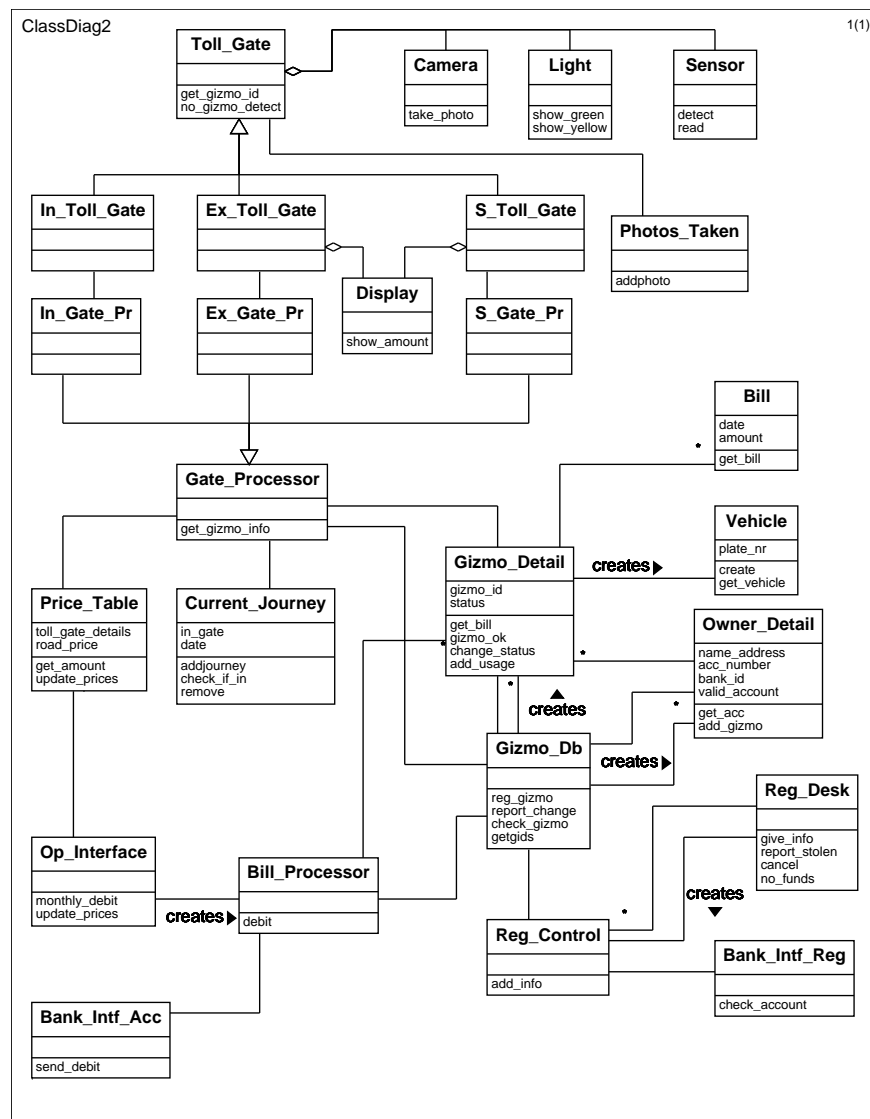 ClassDiag2
1(1)
Toll_Gate
get_gizmo_id
no_gizmo_detect
Camera
take_photo
Light
show_green
show_yellow
Sensor
detect
read
In_Toll_Gate
Ex_Toll_Gate
S_Toll_Gate
Photos_Taken
addphoto
Display
show_amount
In_Gate_Pr
Ex_Gate_Pr
S_Gate_Pr
Bill
date
amount
get_bill
*
Gate_Processor
get_gizmo_info
Vehicle
plate_nr
create
get_vehicle
Gizmo_Detail
gizmo_id
status
get_bill
gizmo_ok
change_status
add_usage
creates
Price_Table
toll_gate_details
road_price
get_amount
update_prices
Current_Journey
in_gate
date
addjourney
check_if_in
remove
Owner_Detail
name_address
acc_number
bank_id
valid_account
get_acc
add_gizmo
*
*
*
*
creates
Gizmo_Db
reg_gizmo
report_change
check_gizmo
getgids
creates
Reg_Desk
give_info
report_stolen
cancel
no_funds
Op_Interface
monthly_debit
update_prices
creates
Bill_Processor
debit
creates
*
Reg_Control
add_info
Bank_Intf_Reg
check_account
Bank_Intf_Acc
send_debit